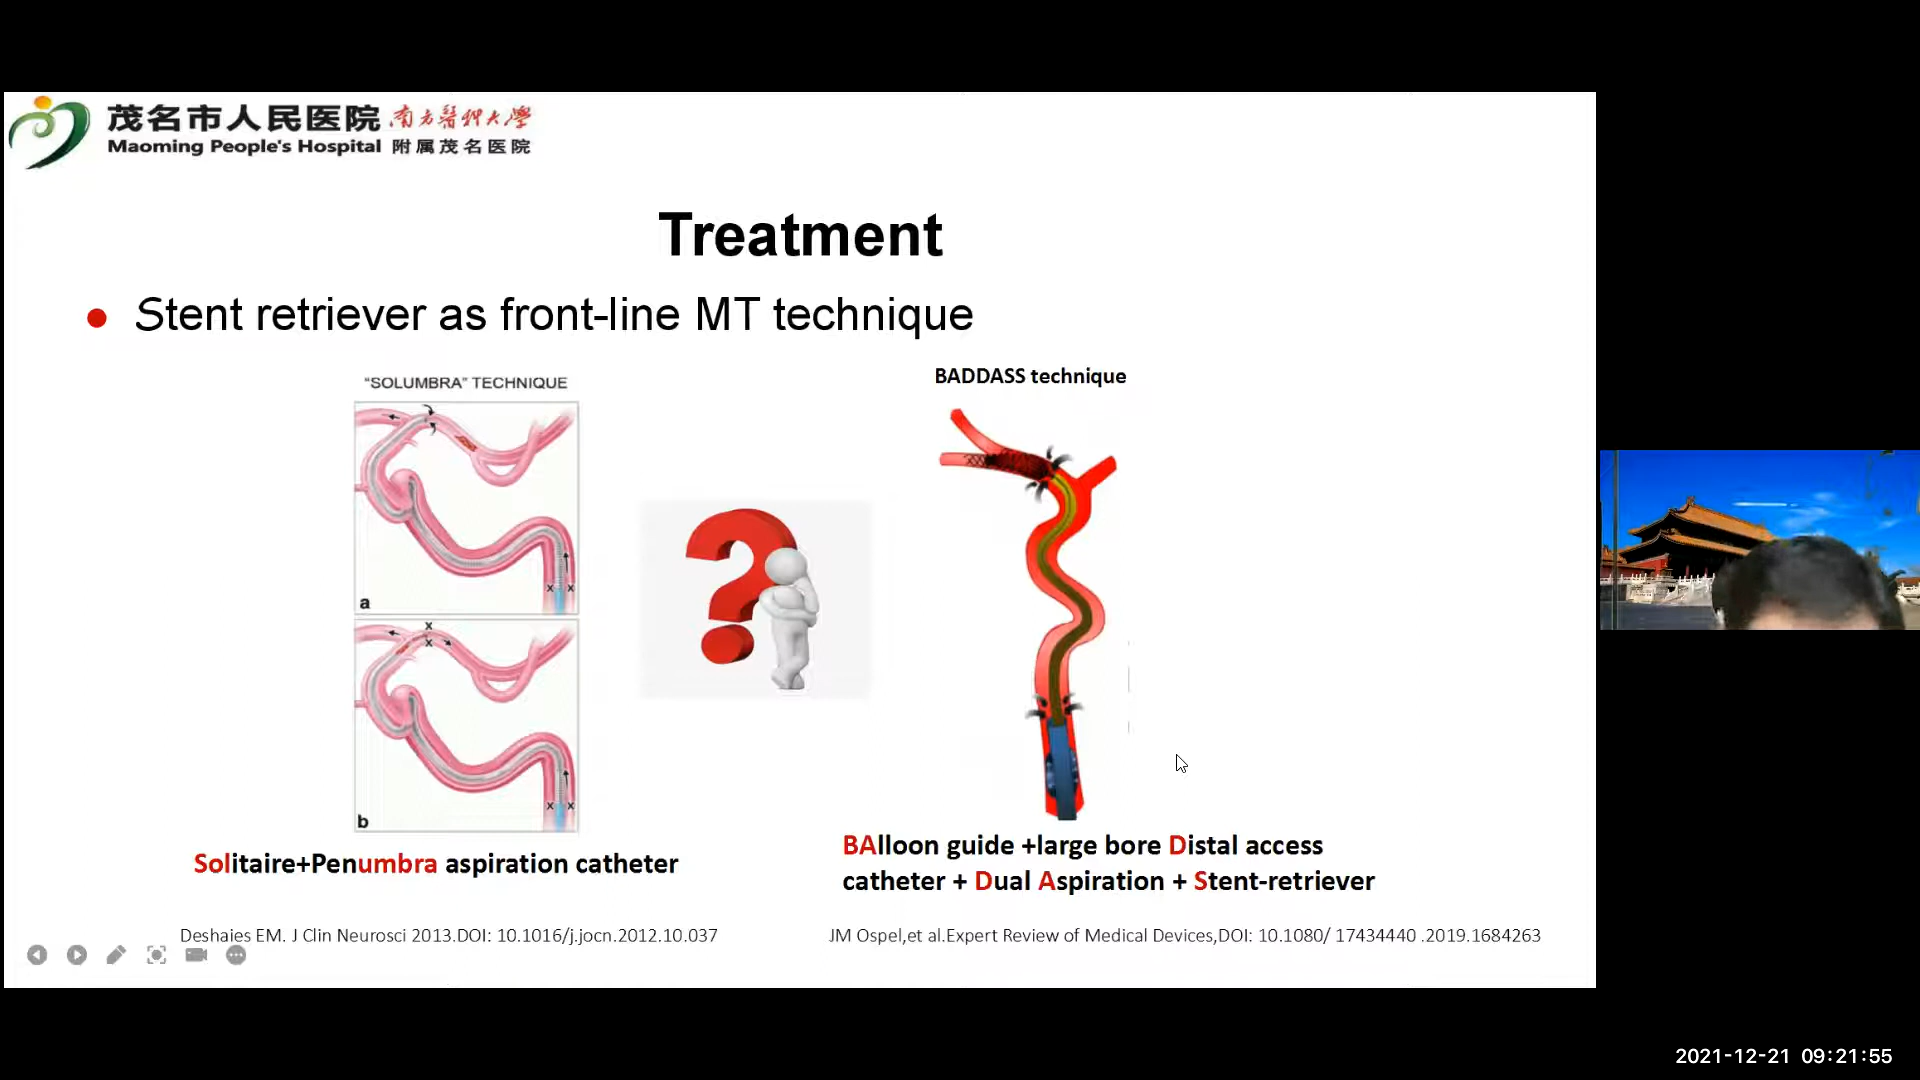 茂名市人民医院 南方醫科大學
Maoming People's Hospital 附属茂名医院
Treatment
Stent retriever as front-line MT technique
"SOLUMBRA" TECHNIQUE
BADDASS technique
x x
a
x
x
x x
b
Solitaire+Penumbra aspiration catheter
BAlloon guide +large bore Distal access
catheter + Dual Aspiration + Stent-retriever
Deshaies EM. J Clin Neurosci 2013.DOI: 10.1016/j.jocn.2012.10.037
JM Ospel,et al.Expert Review of Medical Devices,DOI: 10.1080/ 17434440 .2019.1684263
2021-12-21 09:21:55